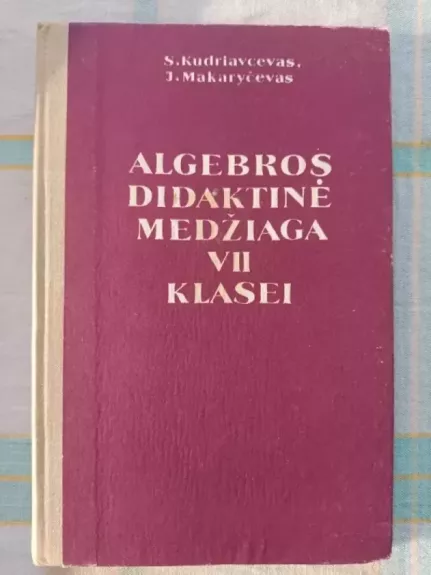 S.Kudriavcevas,
J.Makaryčevas
ALGEBROS
DIDAKTINĖ
MEDŽIAGA
VII
KLASEI